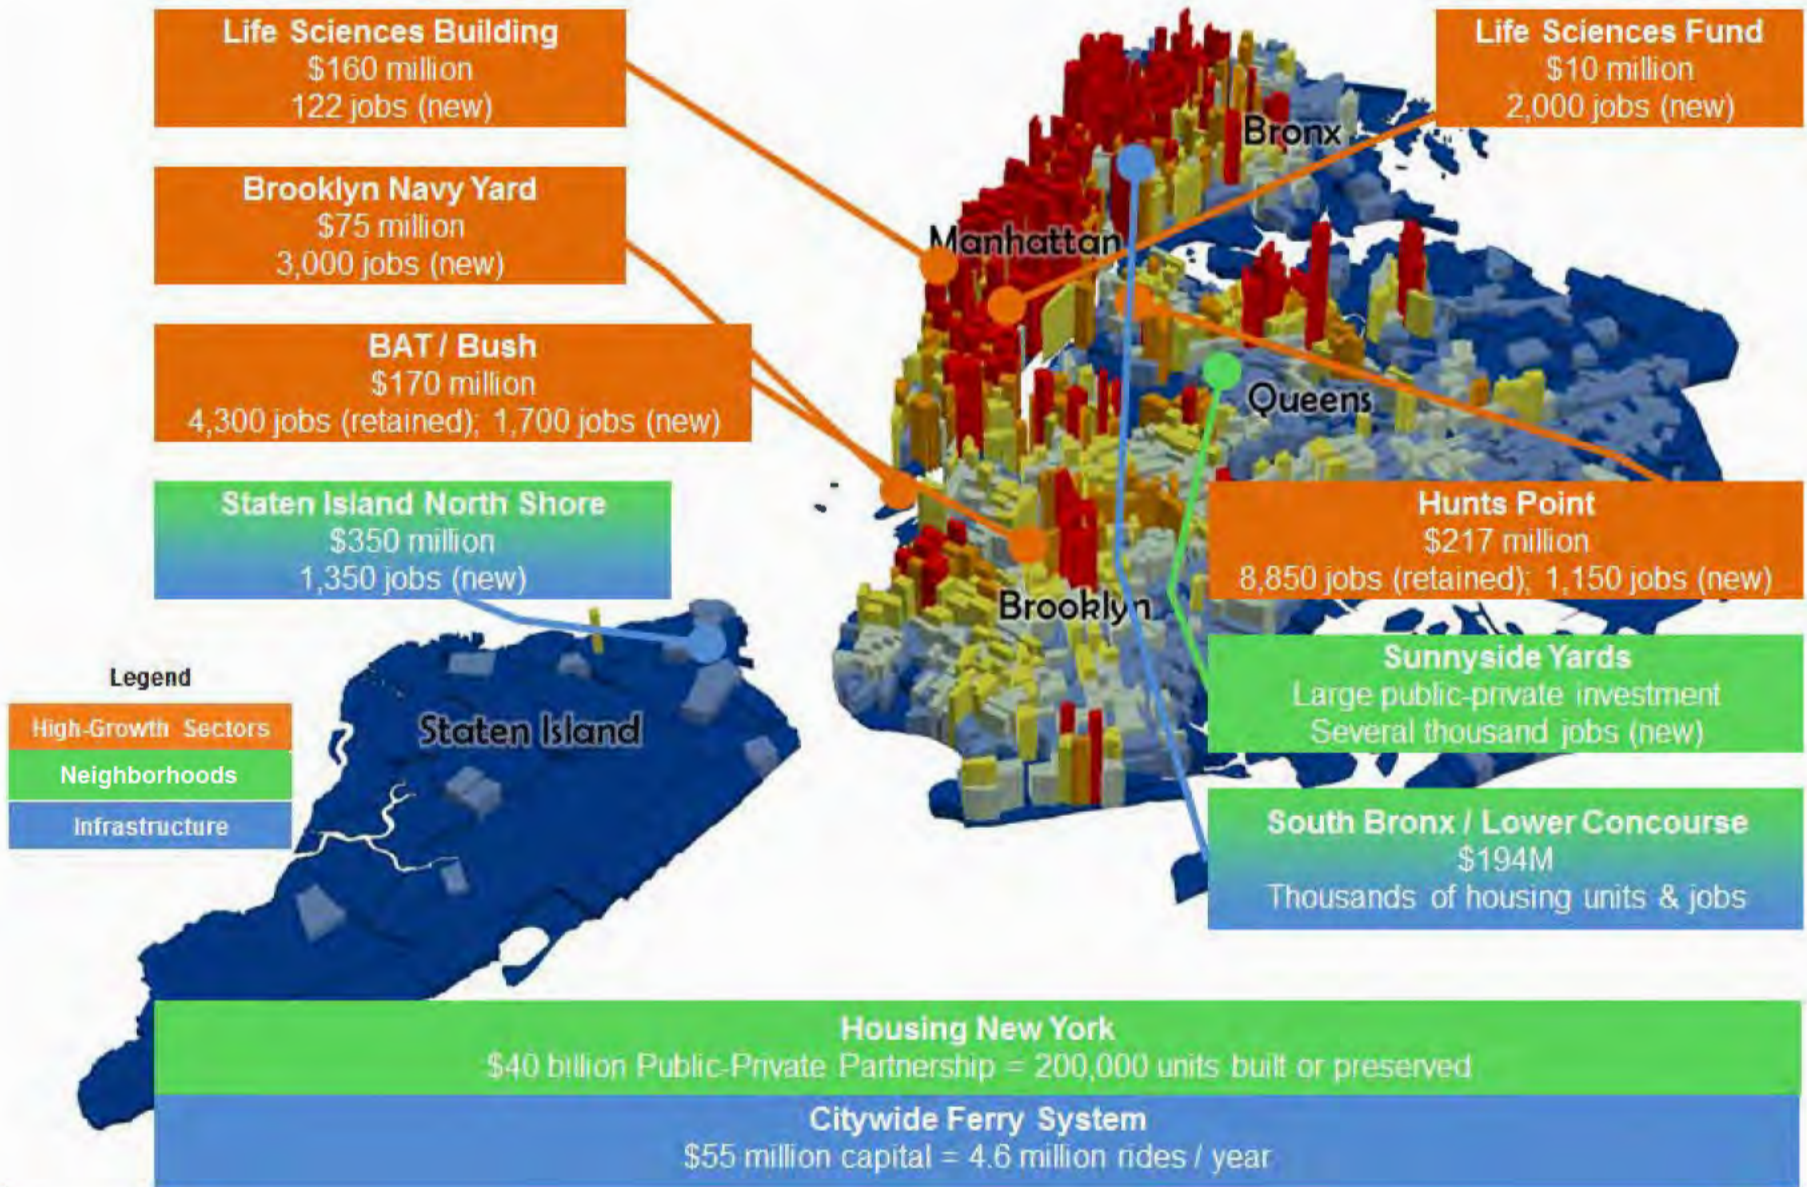 Life Sciences Building
$160 million
122 jobs (new)
Life Sciences Fund
$10 million
2,000 jobs (new)
Bronx
Brooklyn Navy Yard
$75 million
3,000 jobs (new)
Manhattan
BAT / Bush
$170 million
4,300 jobs (retained); 1,700 jobs (new)
Queens
Staten Island North Shore
$350 million
1,350 jobs (new)
Hunts Point
$217 million
8,850 jobs (retained); 1,150 jobs (new)
Brooklyn
Sunnyside Yards
Large public-private investment
Several thousand jobs (new)
Legend
High-Growth Sectors
Neighborhoods
Infrastructure
Staten Island
South Bronx / Lower Concourse
$194M
Thousands of housing units & jobs
Housing New York
$40 billion Public-Private Partnership = 200,000 units built or preserved
Citywide Ferry System
$55 million capital = 4.6 million rides / year